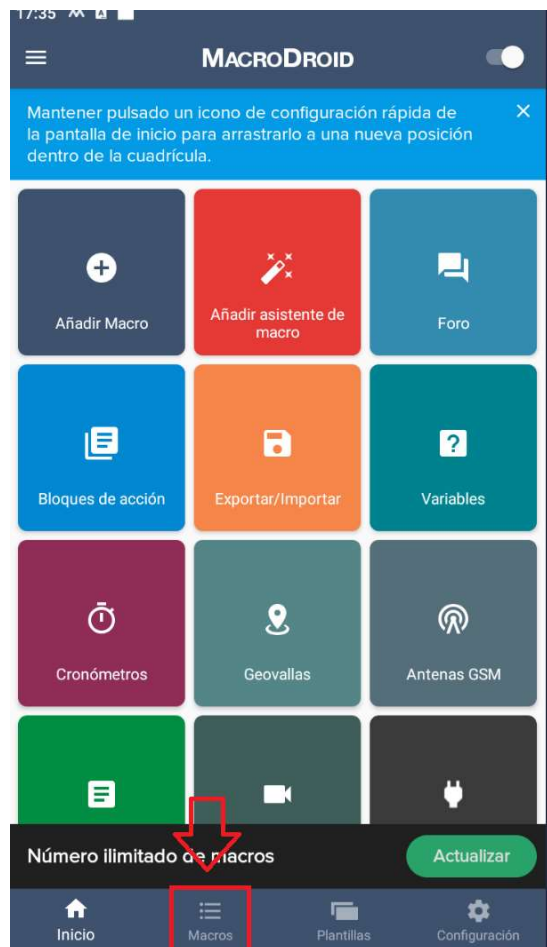 17:35
MACRODROID
Mantener pulsado un icono de configuración rápida de
la pantalla de inicio para arrastrarlo a una nueva posición
dentro de la cuadrícula.
Añadir Macro
Añadir asistente de
macro
Foro
Bloques de acción
Exportar/Importar
Variables
Cronómetros
Geovallas
Antenas GSM
Número ilimitado de macros
Actualizar
Inicio
Macros
Plantillas
Configuración